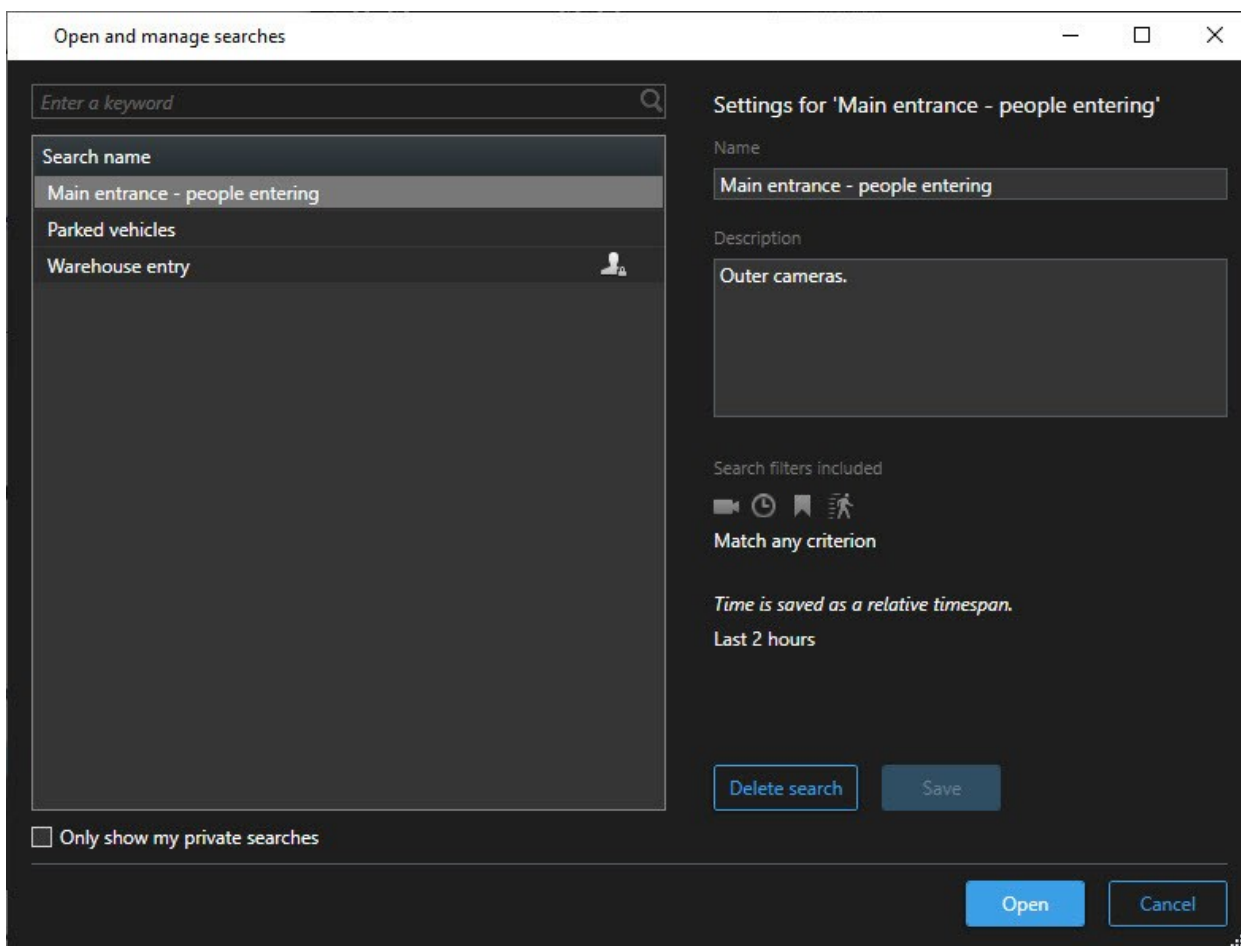 Open and manage searches
Enter a keyword
Search name
Main entrance - people entering
Parked vehicles
Warehouse entry
Only show my private searches
Settings for 'Main entrance - people entering'
Name
Main entrance - people entering
Description
Outer cameras.
Search filters included
Match any criterion
Time is saved as a relative timespan.
Last 2 hours
Delete search
Save
Open
Cancel